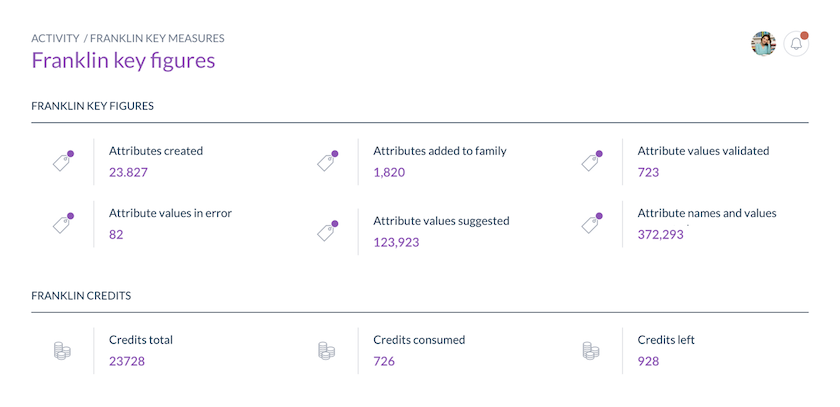 ACTIVITY / FRANKLIN KEY MEASURES
Franklin key figures
FRANKLIN KEY FIGURES
Attributes created
23.827
Attributes added to family
1,820
Attribute values validated
723
Attribute values in error
82
Attribute values suggested
123,923
Attribute names and values
372,293
FRANKLIN CREDITS
Credits total
23728
Credits consumed
726
Credits left
928